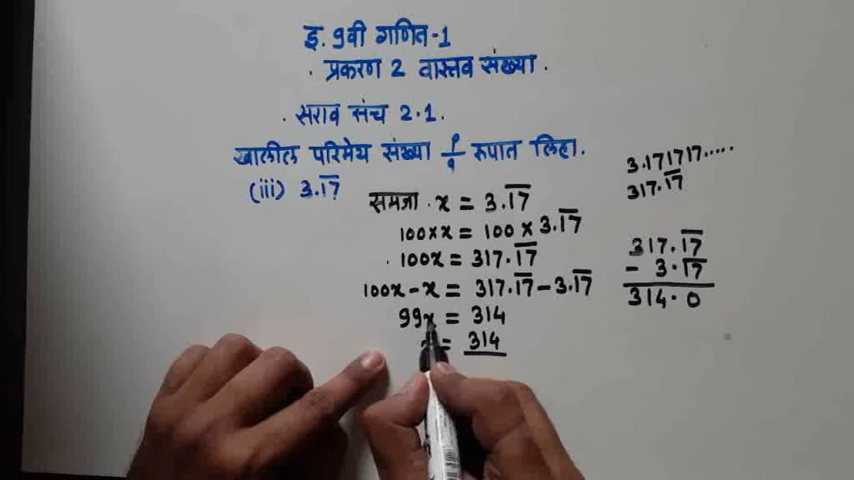 इ. 9वी गणित-1
. प्रकरण 2 वास्तव संख्या .
. सराव संच 2.1.
खालील परिमेय संख्या p/q रूपात लिहा.
(iii) 3.1̅7̅
3.171717.....
317.1̅7̅
समजा . x = 3.1̅7̅
100×x = 100 × 3.1̅7̅
. 100x = 317.1̅7̅
100x - x = 317.1̅7̅ - 3.1̅7̅
99x = 314
= 314
317.1̅7̅
- 3.1̅7̅
314.0